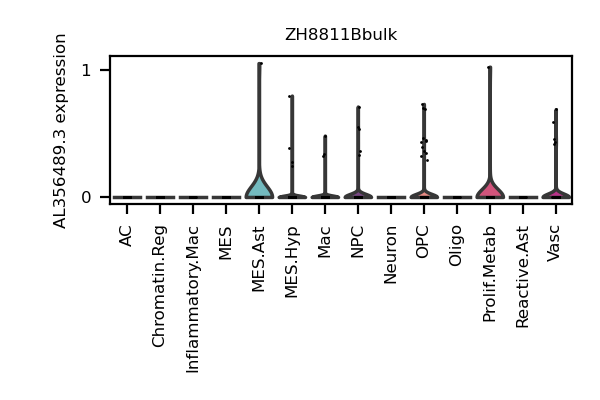 ZH8811Bbulk
AL356489.3 expression
1
0
AC
Chromatin.Reg
Inflammatory.Mac
MES
MES.Ast
MES.Hyp
Mac
NPC
Neuron
OPC
Oligo
Prolif.Metab
Reactive.Ast
Vasc